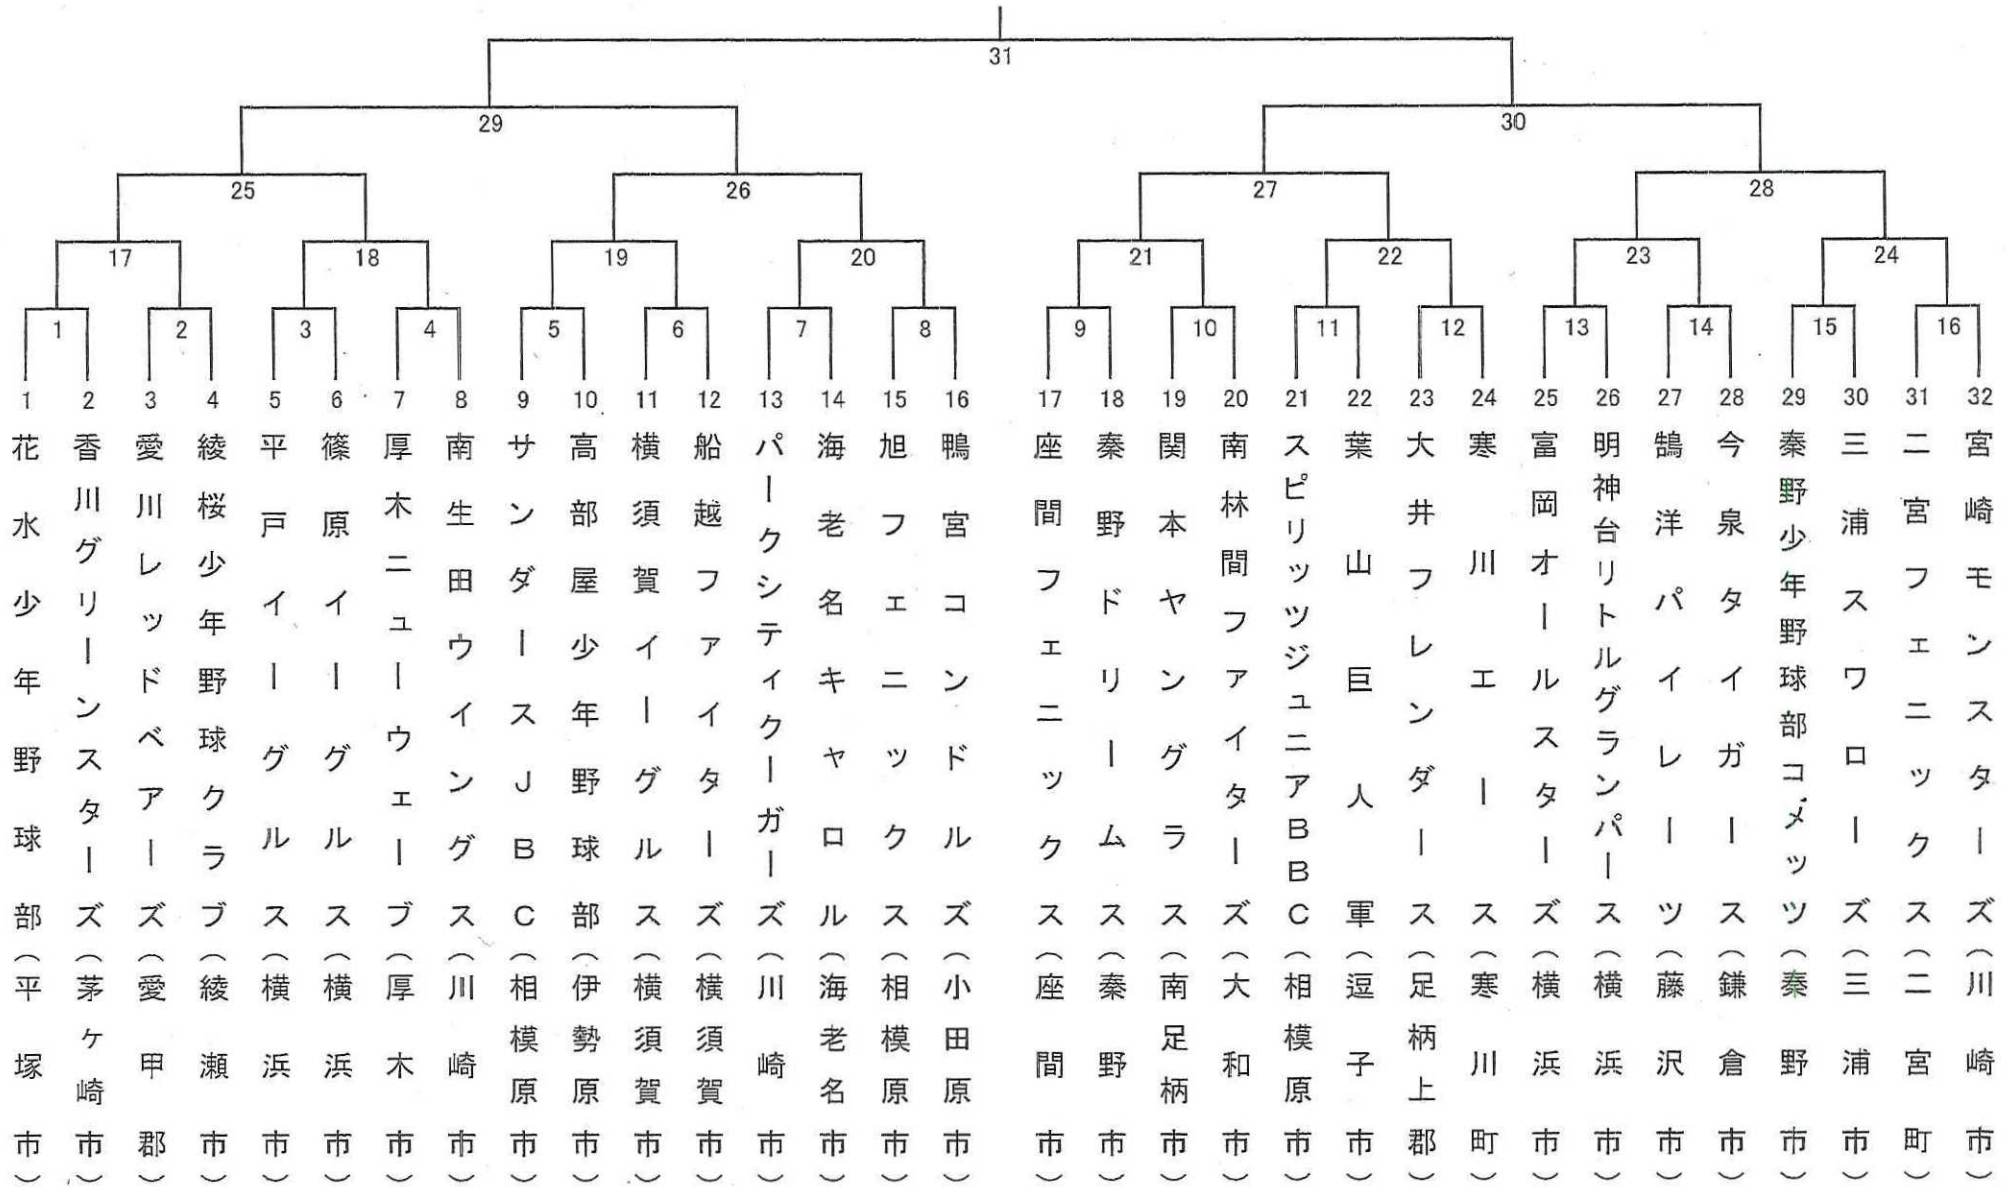 31
29
30
25
26
27
28
17
18
19
20
21
22
23
24
1
2
3
4
5
6
7
8
9
10
11
12
13
14
15
16
1 花水少年野球部(平塚市)
2 香川グリーンスターズ(茅ヶ崎市)
3 愛川レッドベアーズ(愛甲郡)
4 綾桜少年野球クラブ(綾瀬市)
5 平戸イーグルス(横浜市)
6 篠原イーグルス(横浜市)
7 厚木ニューウェーブ(厚木市)
8 南生田ウイングス(川崎市)
9 サンダースJBC(相模原市)
10 高部屋少年野球部(伊勢原市)
11 横須賀イーグルス(横須賀市)
12 船越ファイターズ(横須賀市)
13 パークシティクーガーズ(川崎市)
14 海老名キャロル(海老名市)
15 旭フェニックス(相模原市)
16 鴨宮コンドルズ(小田原市)
17 座間フェニックス(座間市)
18 秦野ドリームス(秦野市)
19 関本ヤングラス(南足柄市)
20 南林間ファイターズ(大和市)
21 スピリッツジュニアBBC(相模原市)
22 葉山巨人軍(逗子市)
23 大井フレンダース(足柄上郡)
24 寒川エース(寒川町)
25 富岡オールスターズ(横浜市)
26 明神台リトルグランパース(横浜市)
27 鵠洋パイレーツ(藤沢市)
28 今泉タイガース(鎌倉市)
29 秦野少年野球部コメッツ(秦野市)
30 三浦スワローズ(三浦市)
31 二宮フェニックス(二宮町)
32 宮崎モンスターズ(川崎市)